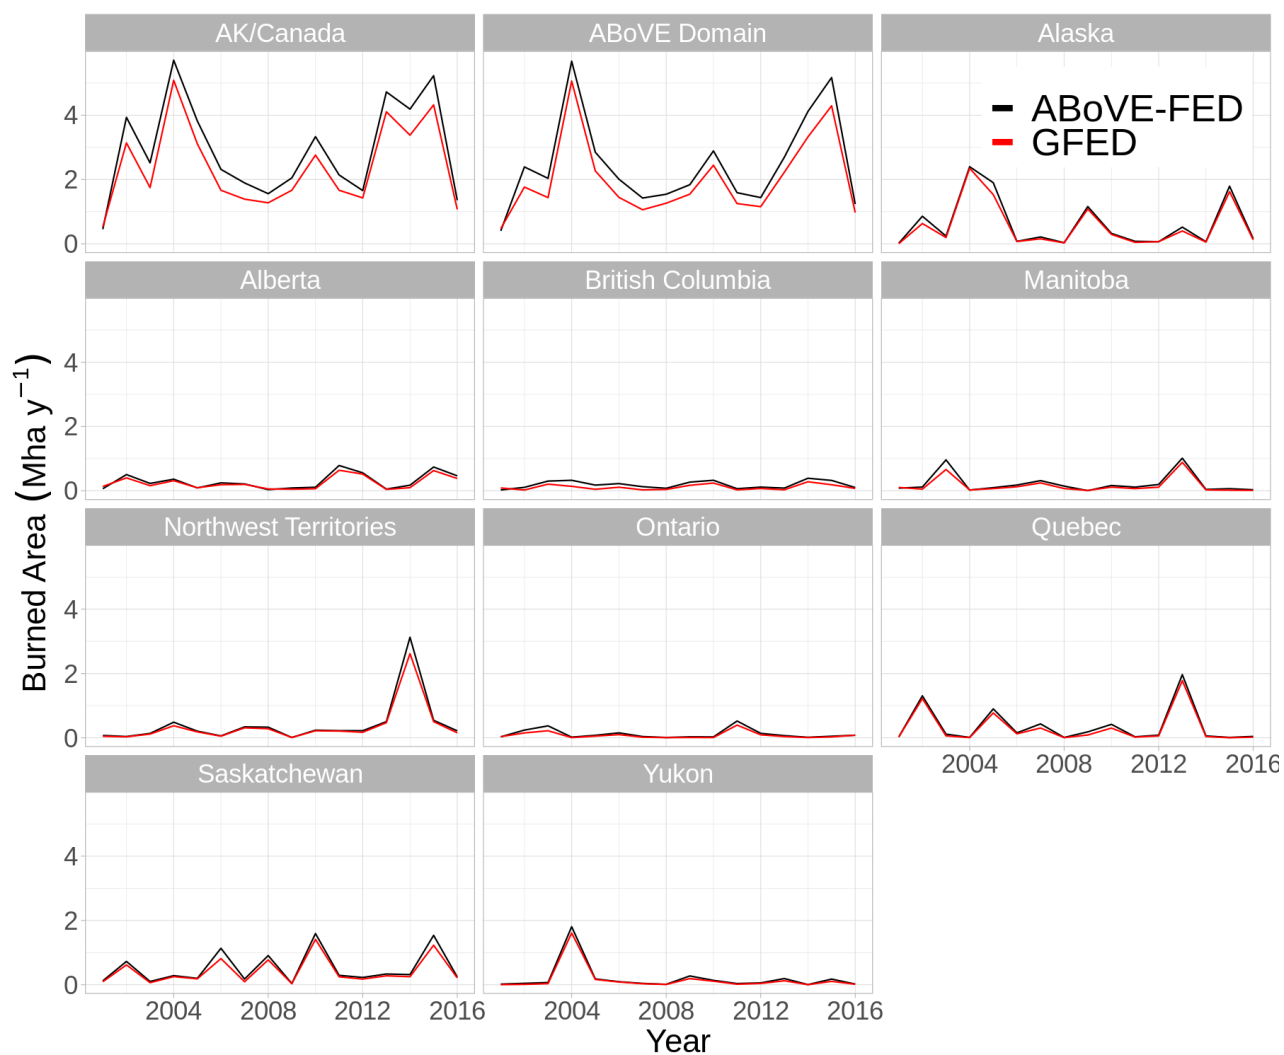 AK/Canada
ABoVE Domain
Alaska
ABoVE-FED
GFED
4
2
0
Alberta
British Columbia
Manitoba
4
2
0
Northwest Territories
Ontario
Quebec
4
2
0
2004 2008 2012 2016
Saskatchewan
Yukon
4
2
0
2004 2008 2012 2016
2004 2008 2012 2016
Year
Burned Area (Mha y⁻¹)